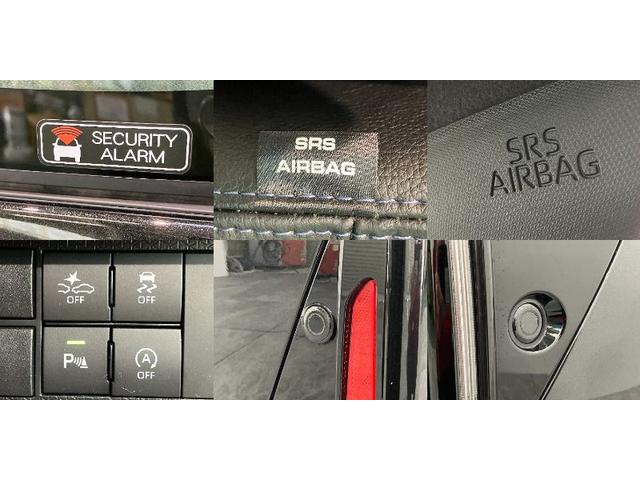 SECURITY
ALARM
SRS
AIRBAG
SRS
AIRBAG
OFF
OFF
P
A
OFF